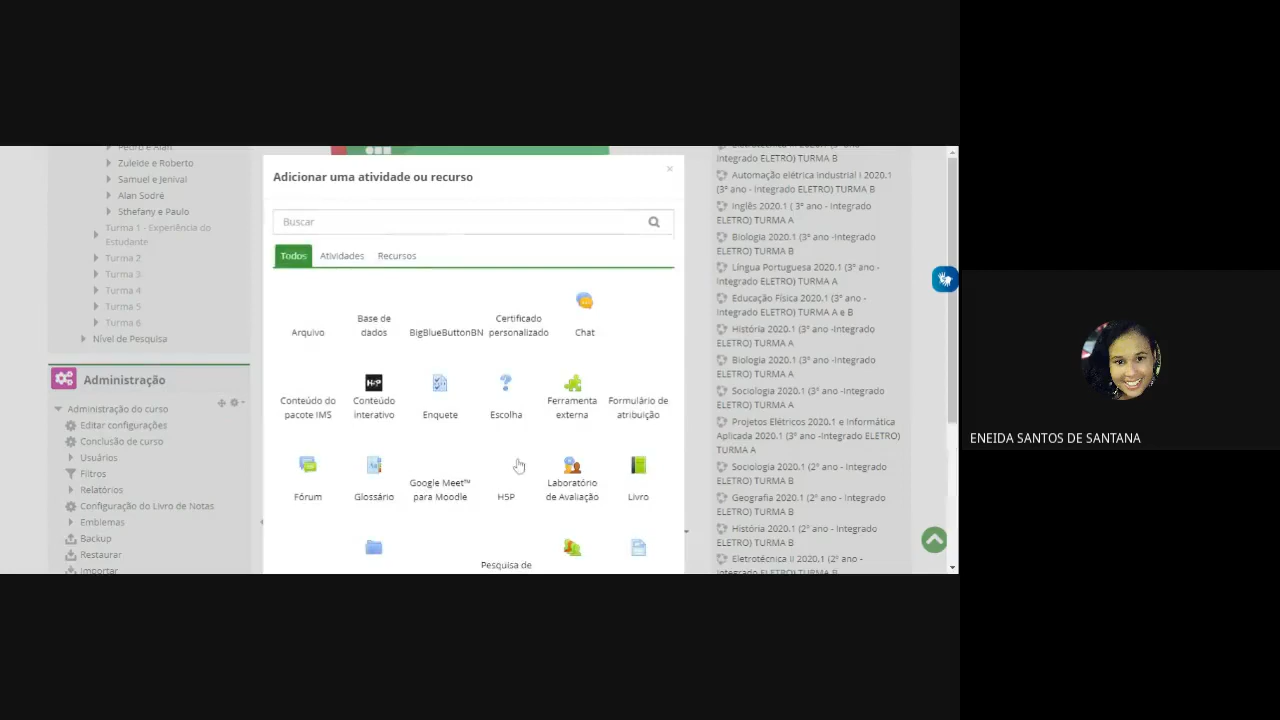 Pedro e Alan
Zuleide e Roberto
Samuel e Jenival
Alan Sodré
Sthefany e Paulo
Turma 1 - Experiência do
Estudante
Turma 2
Turma 3
Turma 4
Turma 5
Turma 6
Nível de Pesquisa
Administração
Administração do curso
Editar configurações
Conclusão de curso
Usuários
Filtros
Relatórios
Configuração do Livro de Notas
Emblemas
Backup
Restaurar
Importar
Adicionar uma atividade ou recurso
×
Buscar
Todos Atividades Recursos
Arquivo
Base de
dados
BigBlueButtonBN
Certificado
personalizado
Chat
Conteúdo do
pacote IMS
H-P
Conteúdo
interativo
Enquete
Escolha
Ferramenta
externa
Formulário de
atribuição
Fórum
Glossário
Google Meet™
para Moodle
H5P
Laboratório
de Avaliação
Livro
Pesquisa de
Integrado ELETRO) TURMA B
Automação elétrica industrial I 2020.1
(3º ano - Integrado ELETRO) TURMA B
Inglês 2020.1 ( 3º ano - Integrado
ELETRO) TURMA A
Biologia 2020.1 (3º ano -Integrado
ELETRO) TURMA B
Língua Portuguesa 2020.1 (3º ano -
Integrado ELETRO) TURMA A
Educação Física 2020.1 (3º ano -
Integrado ELETRO) TURMA A e B
História 2020.1 (3º ano -Integrado
ELETRO) TURMA A
Biologia 2020.1 (3º ano -Integrado
ELETRO) TURMA A
Sociologia 2020.1 (3º ano -Integrado
ELETRO) TURMA A
Projetos Elétricos 2020.1 e Informática
Aplicada 2020.1 (3º ano -Integrado ELETRO)
TURMA A
Sociologia 2020.1 (2º ano - Integrado
ELETRO) TURMA B
Geografia 2020.1 (2º ano - Integrado
ELETRO) TURMA B
História 2020.1 (2º ano - Integrado
ELETRO) TURMA B
Eletrotécnica II 2020.1 (2º ano -
Integrado ELETRO) TURMA B
ENEIDA SANTOS DE SANTANA